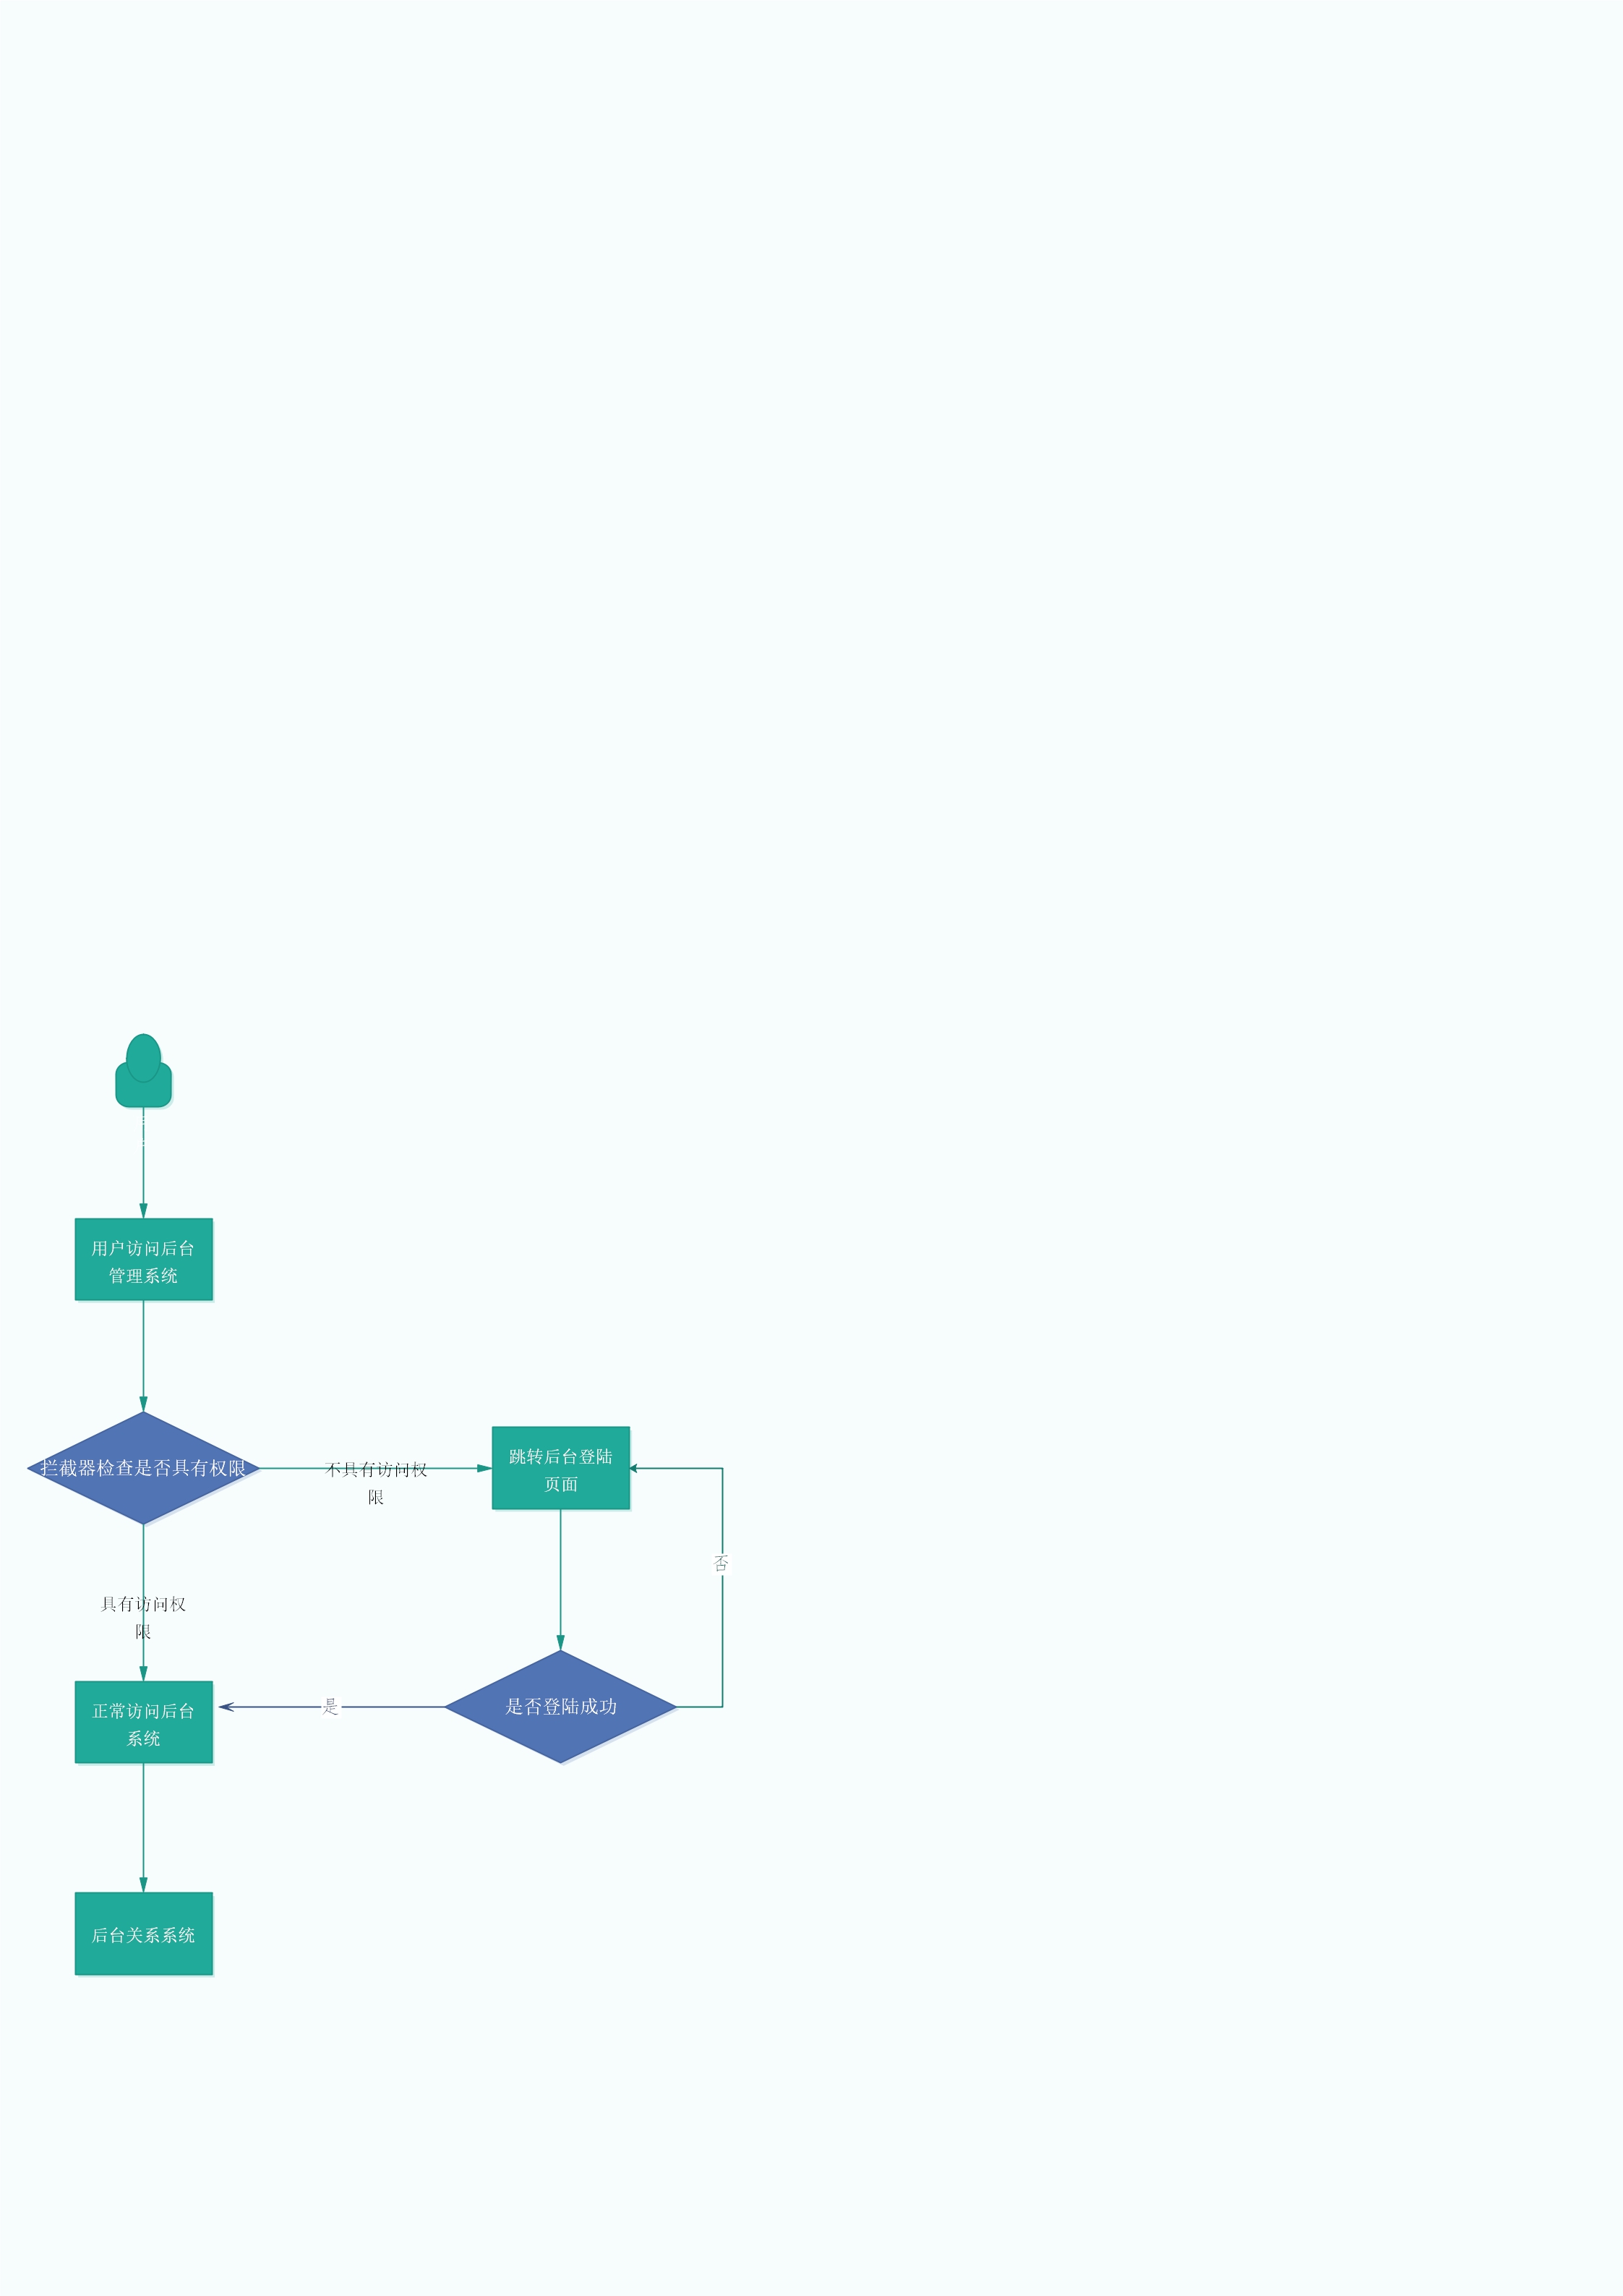 用户访问后台
管理系统
拦截器检查是否具有权限
不具有访问权
限
跳转后台登陆
页面
否
具有访问权
限
正常访问后台
系统
是
是否登陆成功
后台关系系统